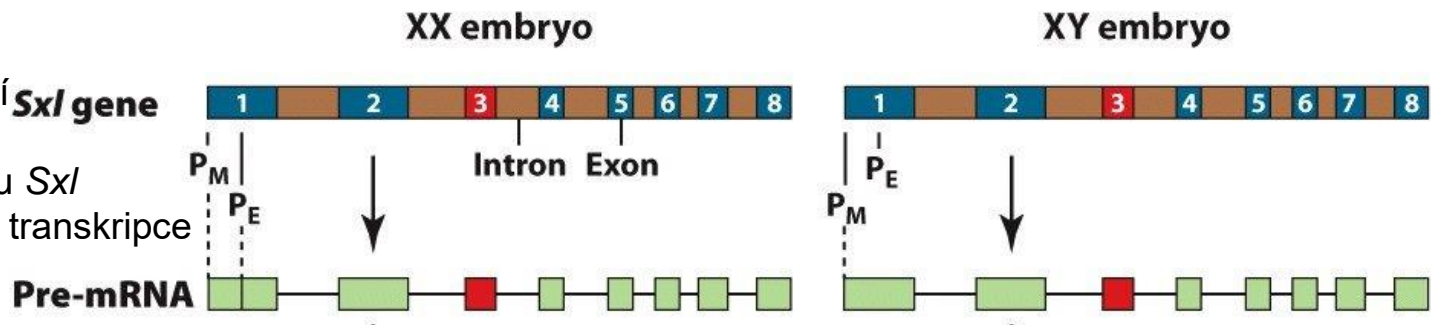 XX embryo
XY embryo
í
Sxl gene
1 2 3 4 5 6 7 8
1 2 3 4 5 6 7 8
PM
PE
Intron Exon
PE
PM
u Sxl
transkripce
Pre-mRNA